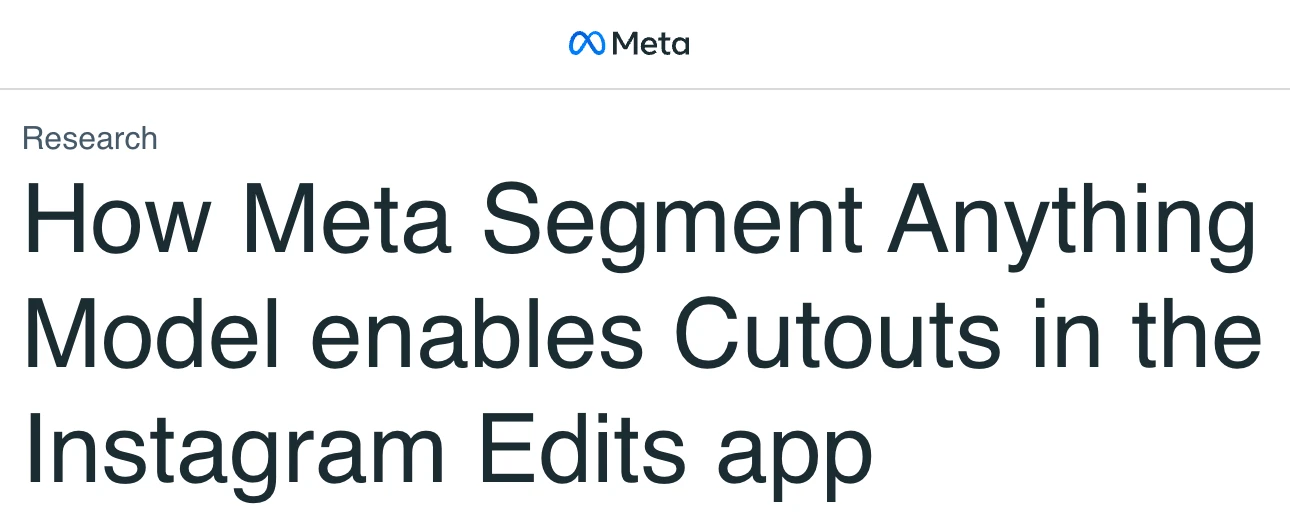 Meta
Research
How Meta Segment Anything
Model enables Cutouts in the
Instagram Edits app